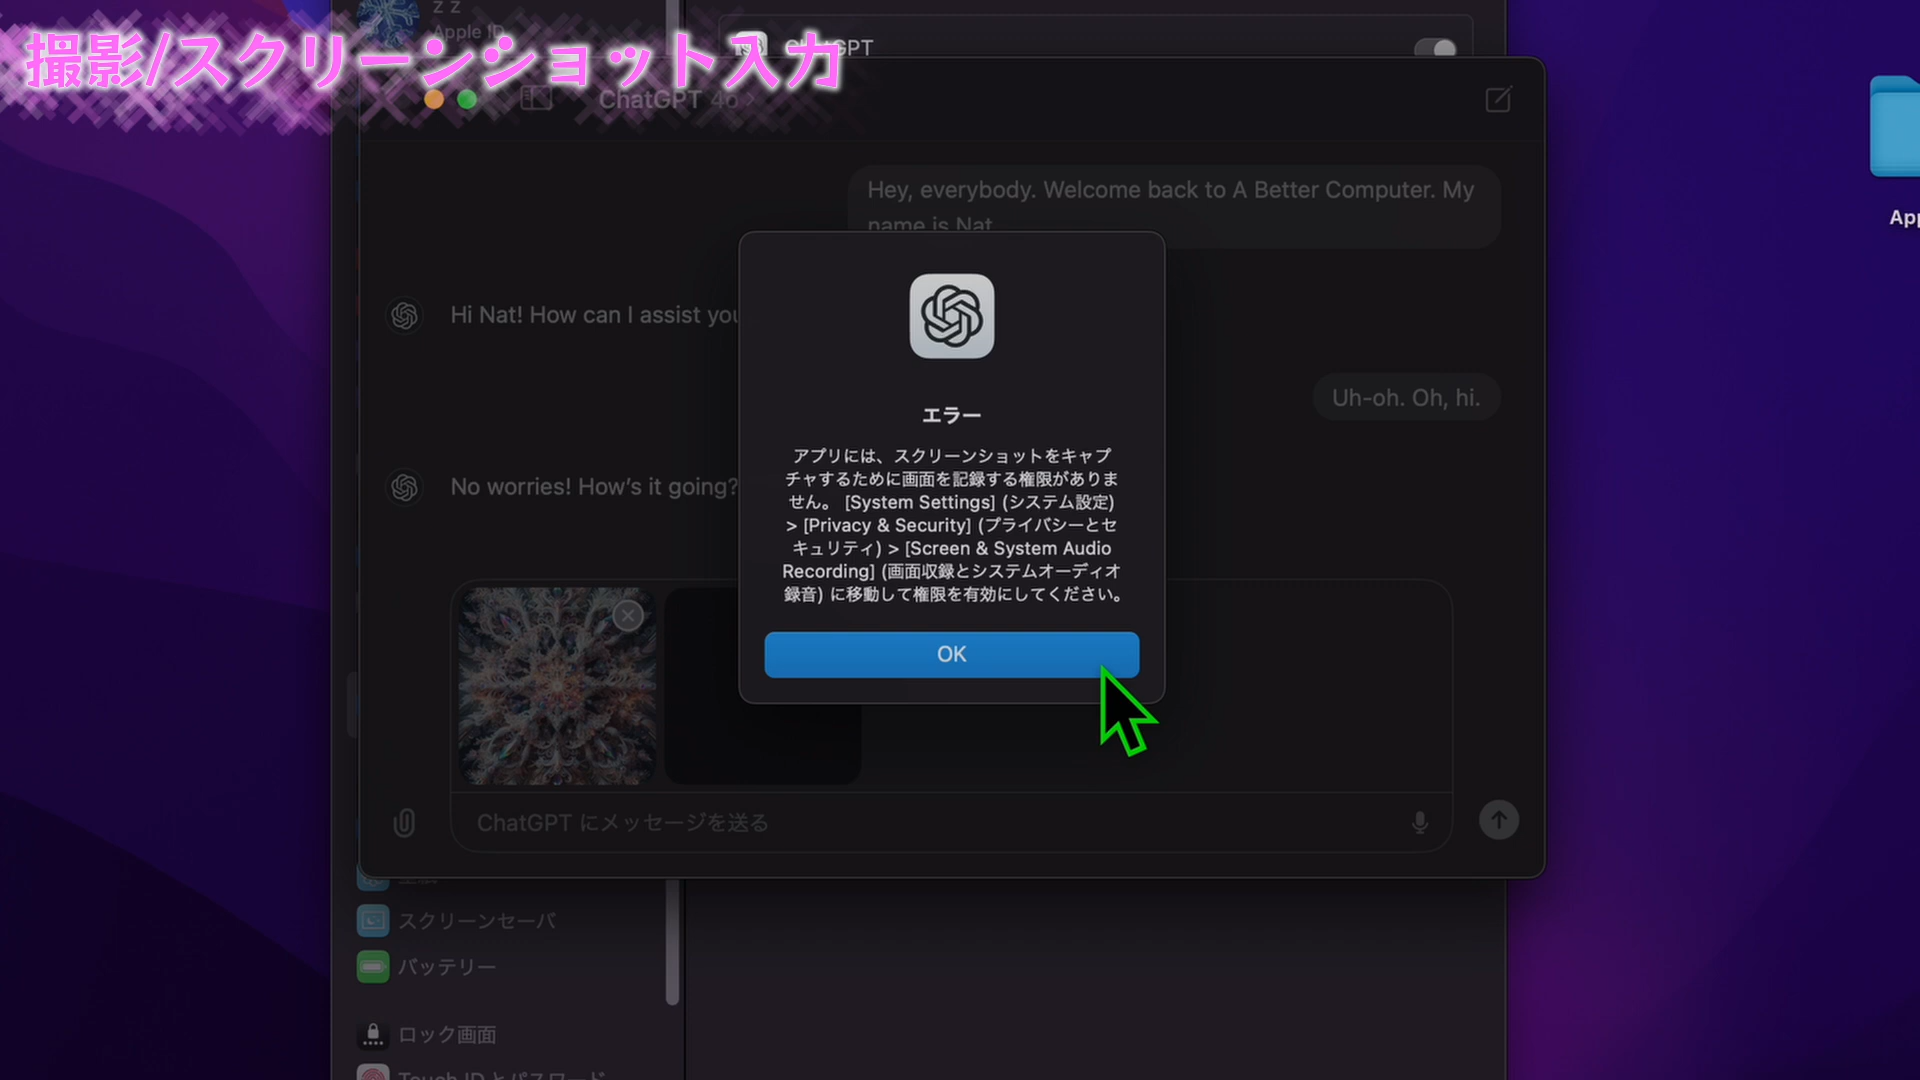 撮影/スクリーンショット入力
z z
Apple ID
ChatGPT
ChatGPT 4o >
Hey, everybody. Welcome back to A Better Computer. My
name is Nat
Hi Nat! How can I assist you
Uh-oh. Oh, hi.
No worries! How's it going?
エラー
アプリには、スクリーンショットをキャプ
チャするために画面を記録する権限がありま
せん。 [System Settings] (システム設定)
> [Privacy & Security] (プライバシーとセ
キュリティ) > [Screen & System Audio
Recording] (画面収録とシステムオーディオ
録音) に移動して権限を有効にしてください。
OK
ChatGPT にメッセージを送る
スクリーンセーバ
バッテリー
ロック画面
Touch IDとパスワード
App